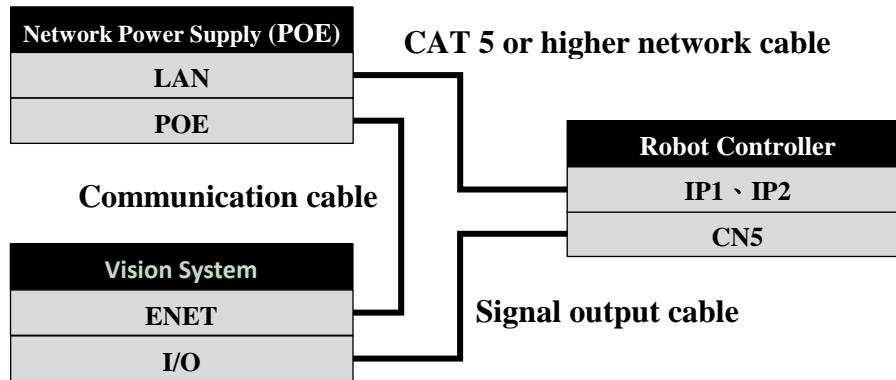 Network Power Supply (POE)
LAN
POE
CAT 5 or higher network cable
Communication cable
Robot Controller
IP1、IP2
CN5
Vision System
ENET
I/O
Signal output cable